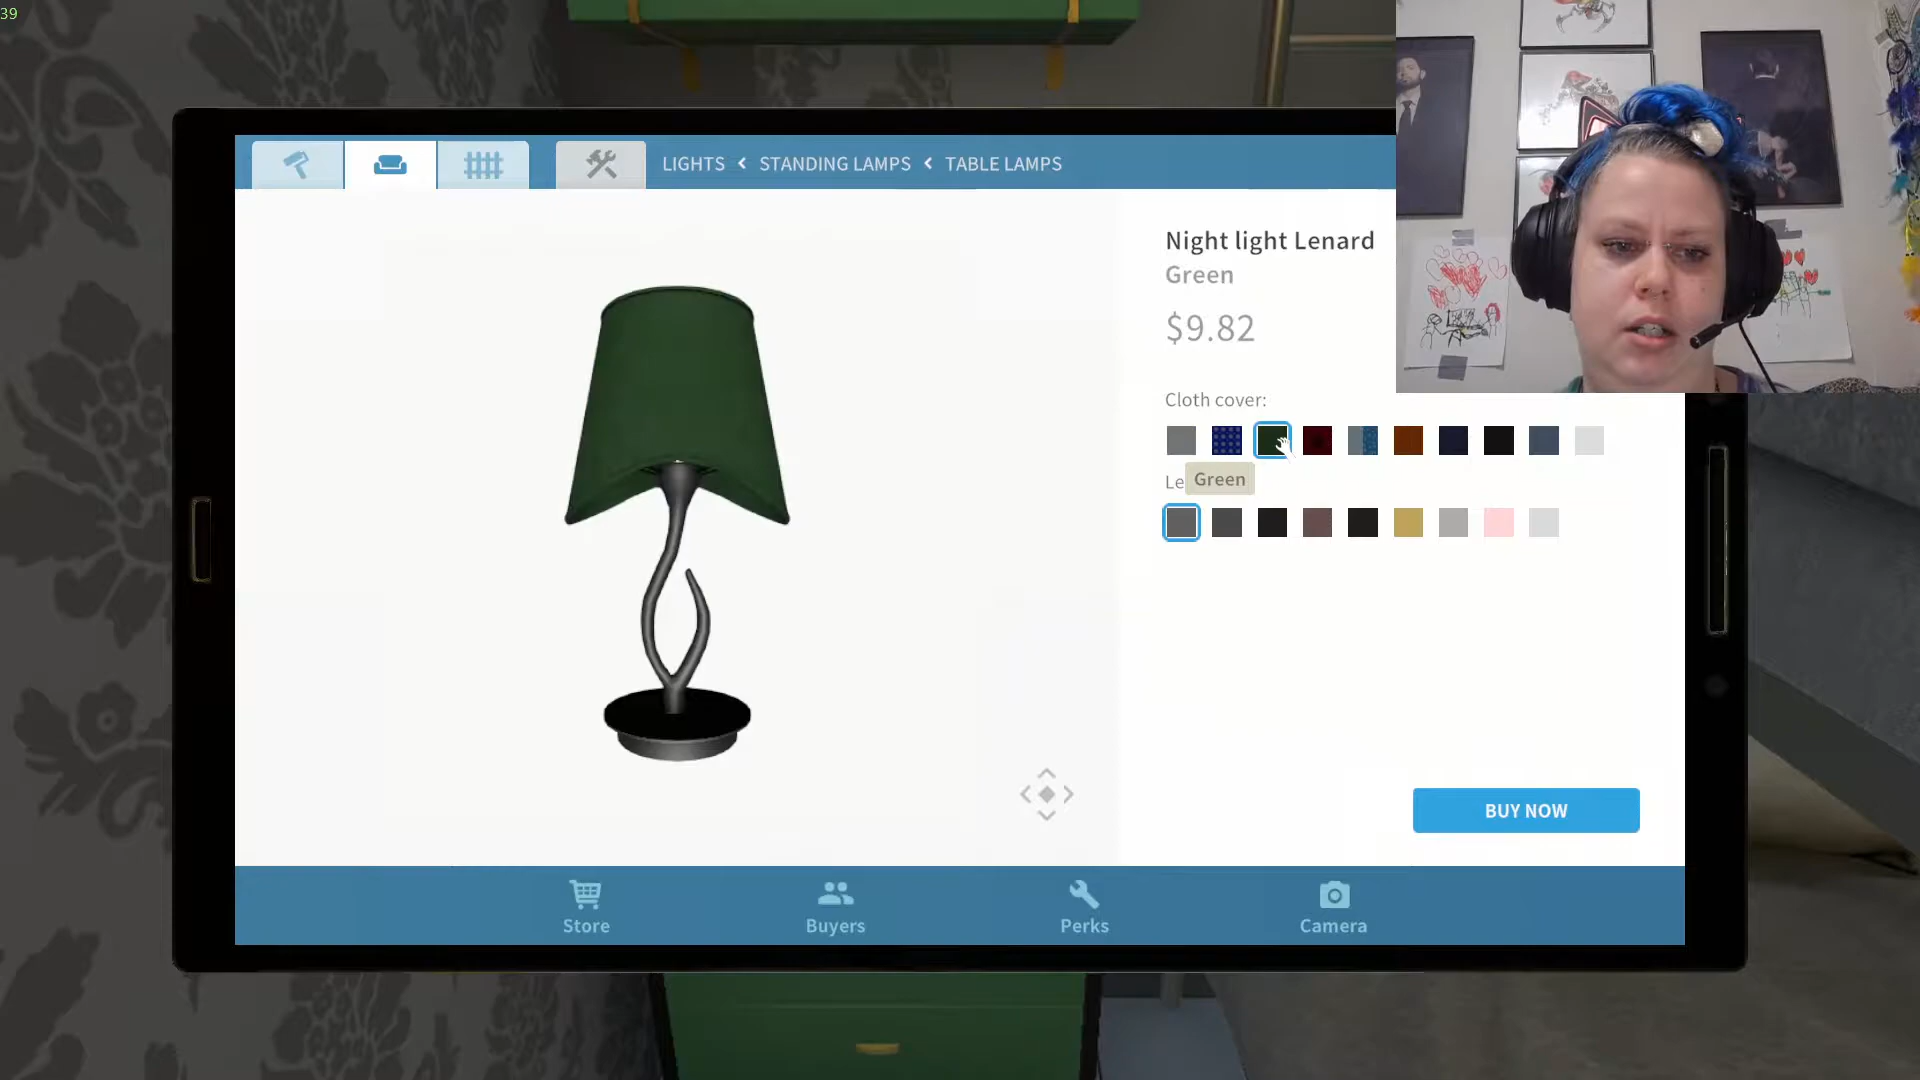 39
LIGHTS < STANDING LAMPS < TABLE LAMPS
Night light Lenard
Green
$9.82
Cloth cover:
Le
Green
BUY NOW
Store
Buyers
Perks
Camera